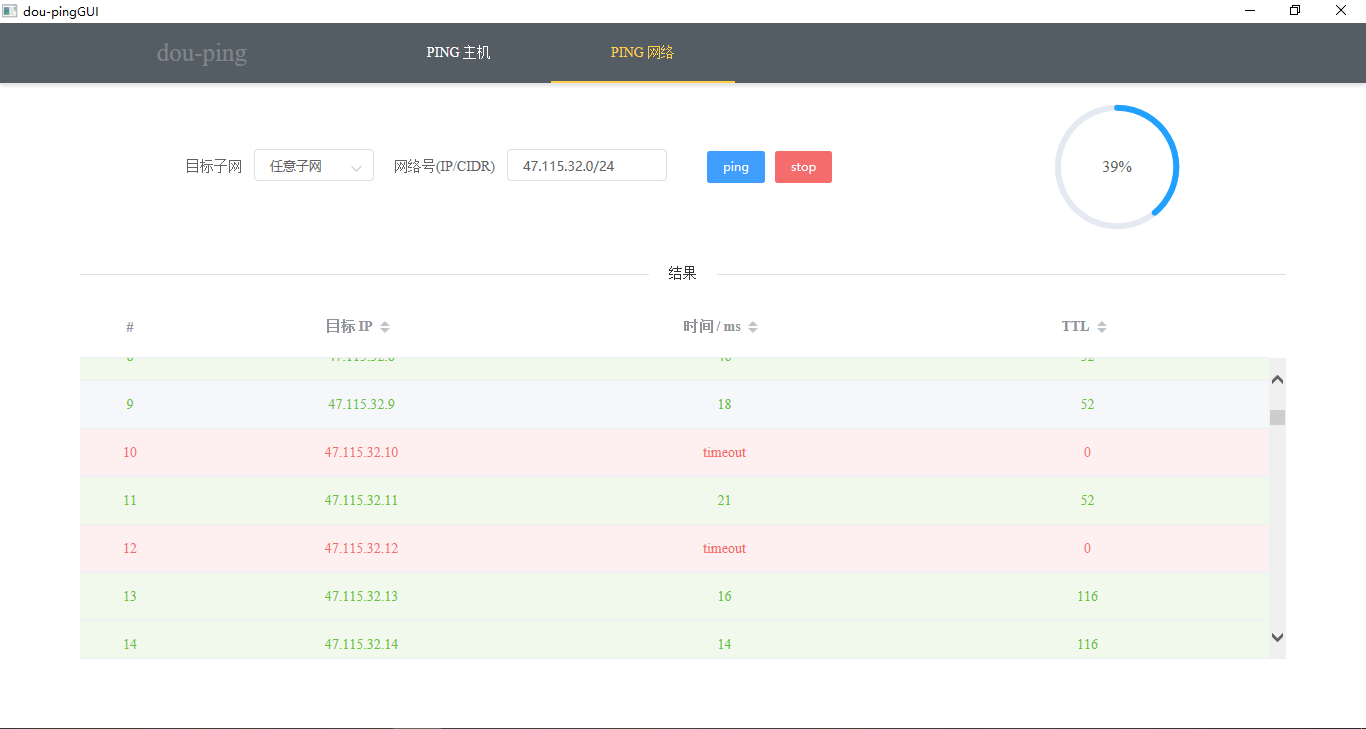 dou-pingGUI
dou-ping PING 主机 PING 网络
目标子网 任意子网 网络号(IP/CIDR) 47.115.32.0/24 ping stop 39%
结果
# 目标 IP 时间 / ms TTL
9 47.115.32.9 18 52
10 47.115.32.10 timeout 0
11 47.115.32.11 21 52
12 47.115.32.12 timeout 0
13 47.115.32.13 16 116
14 47.115.32.14 14 116